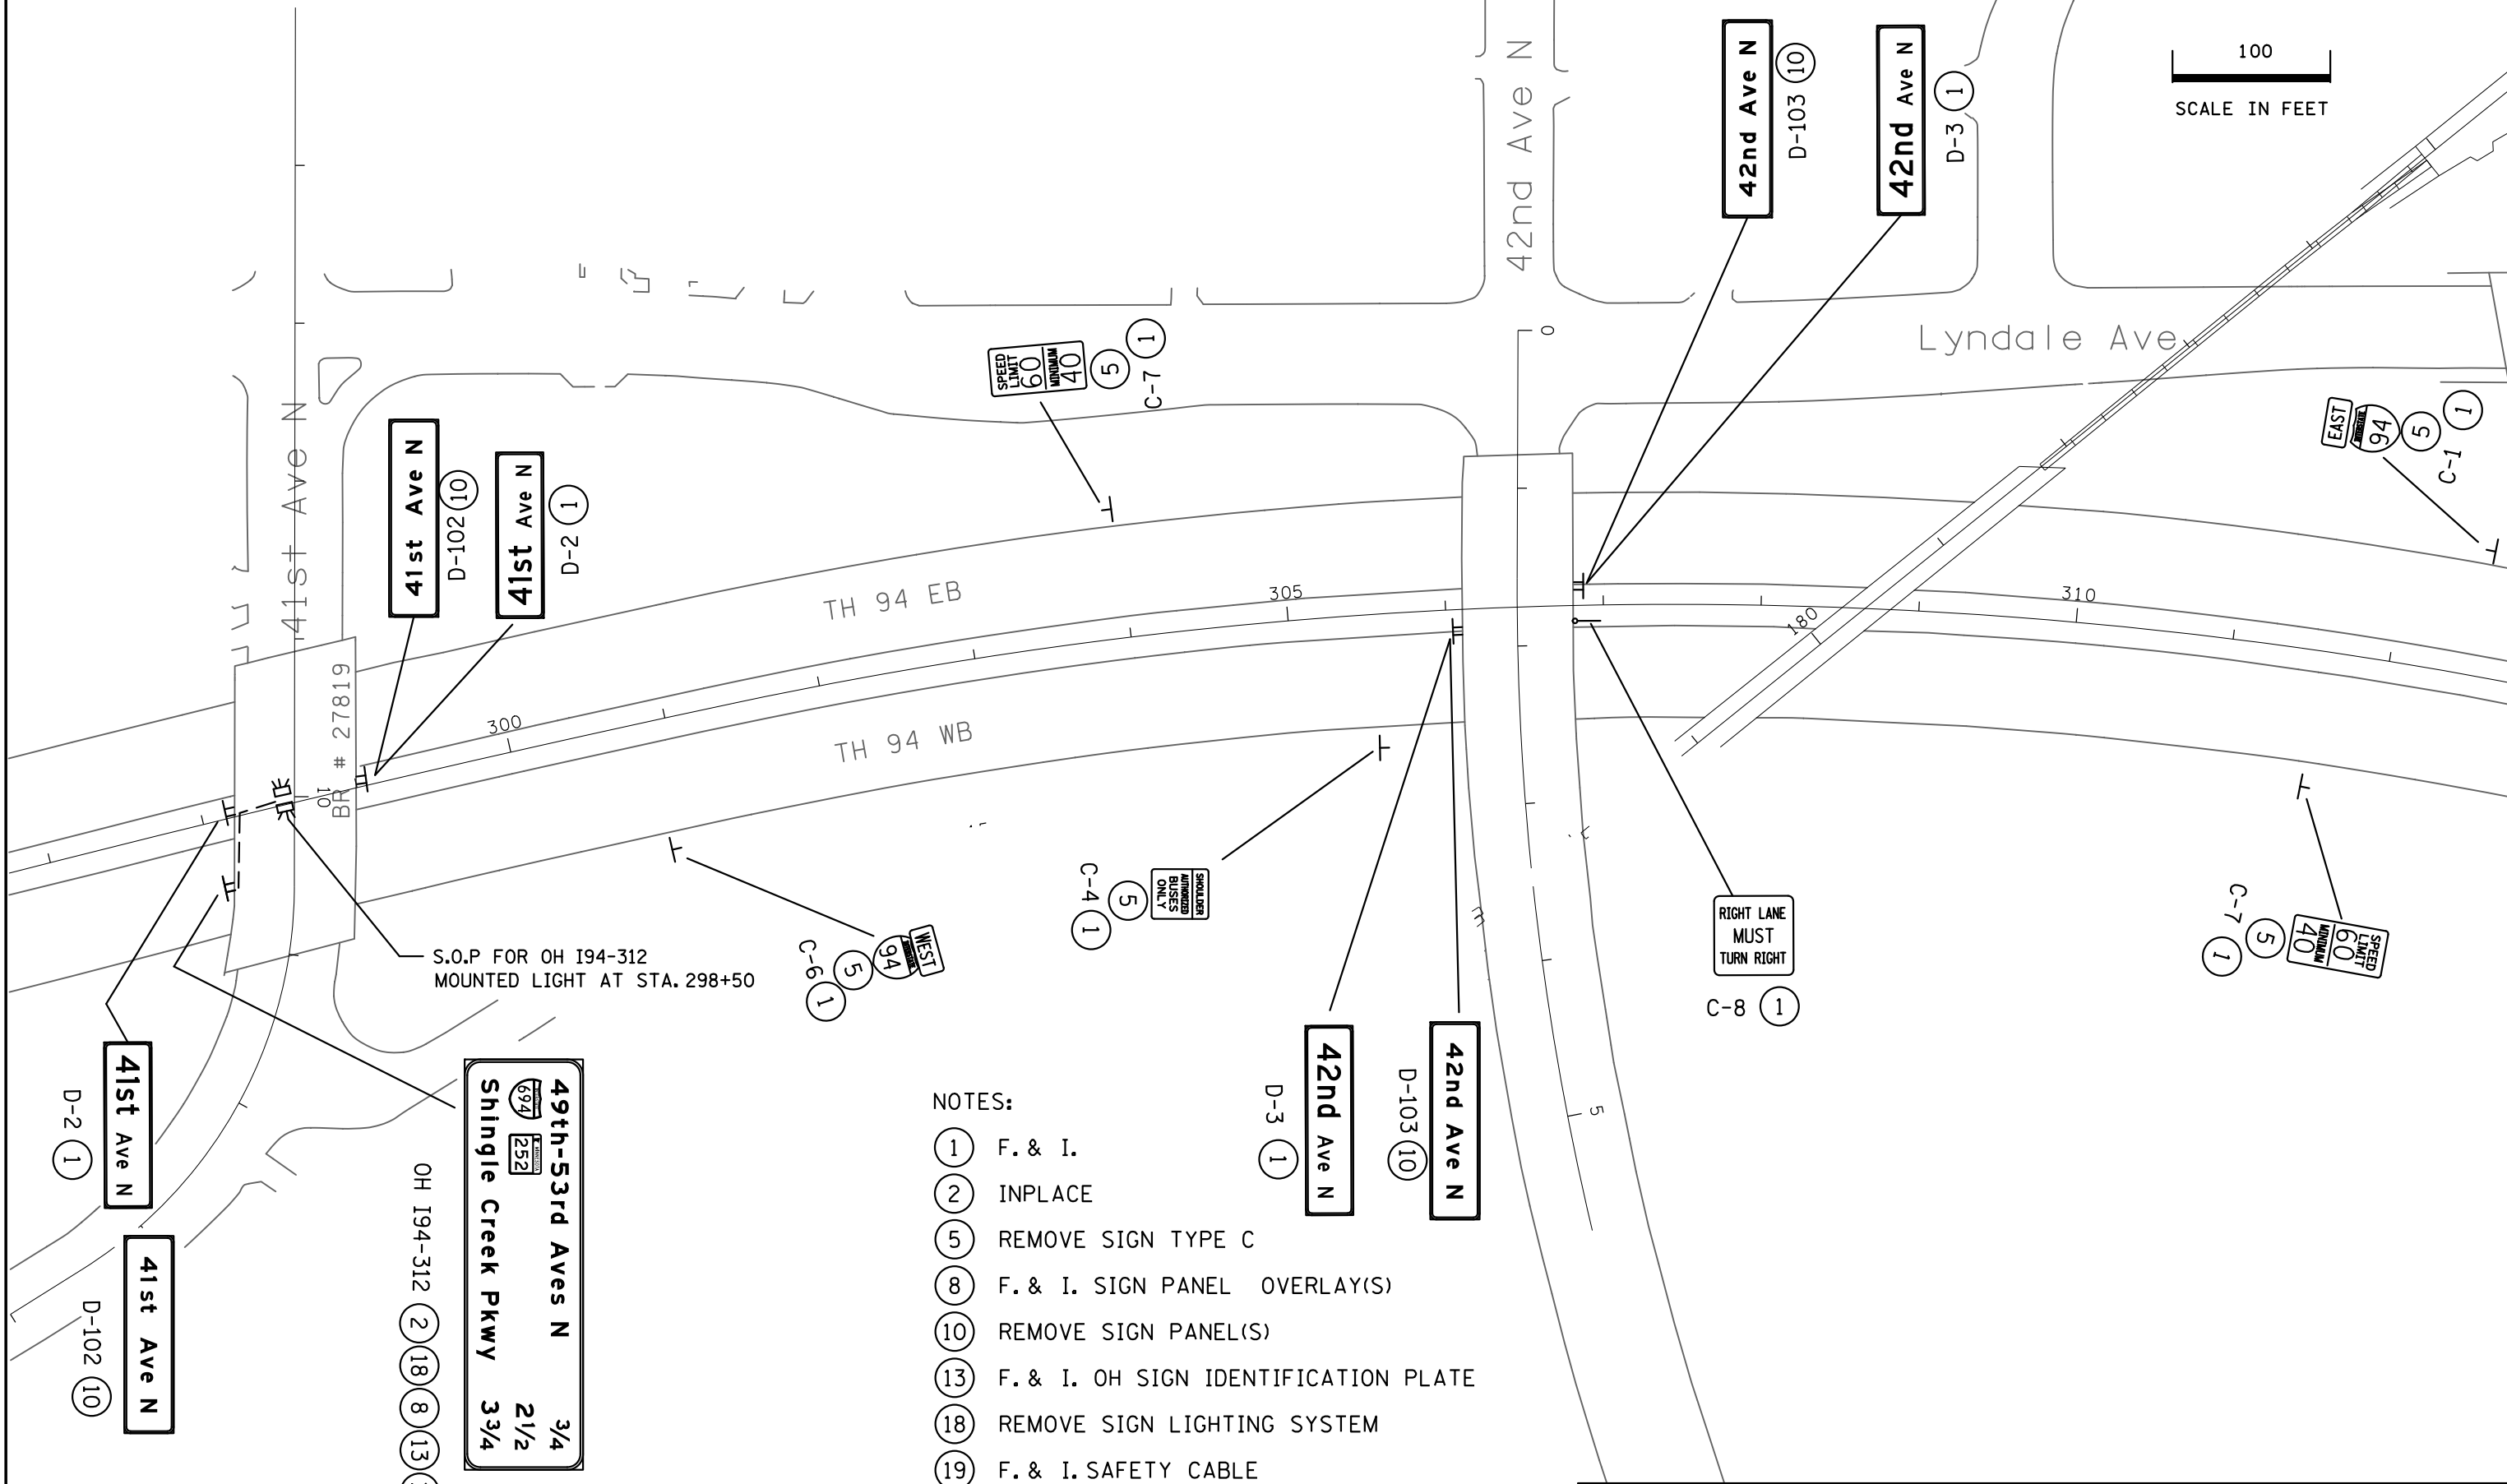 42nd Ave N
42nd Ave N
10
D-103
42nd Ave N
1
D-3
100
SCALE IN FEET
0
Lyndale Ave.
SPEED
LIMIT
60
MINIMUM
40
5
1
C-7
EAST
INTERSTATE
94
5
1
C-1
41st Ave N
41st Ave N
10
D-102
41st Ave N
1
D-2
TH 94 EB
305
310
180
300
TH 94 WB
BR # 27819
10
S.O.P FOR OH I94-312
MOUNTED LIGHT AT STA. 298+50
WEST
94
5
1
C-6
SHOULDER
AUTHORIZED
BUSES
ONLY
5
1
C-4
RIGHT LANE
MUST
TURN RIGHT
C-8 1
SPEED
LIMIT
60
MINIMUM
40
5
1
C-7
41st Ave N
D-2 1
41st Ave N
D-102 10
49th-53rd Aves N 3/4
694 252 2 1/2
Shingle Creek Pkwy 3 3/4
OH I94-312 2 18 8 13
42nd Ave N
D-3 1
42nd Ave N
D-103 10
5
NOTES:
1 F. & I.
2 INPLACE
5 REMOVE SIGN TYPE C
8 F. & I. SIGN PANEL OVERLAY(S)
10 REMOVE SIGN PANEL(S)
13 F. & I. OH SIGN IDENTIFICATION PLATE
18 REMOVE SIGN LIGHTING SYSTEM
19 F. & I. SAFETY CABLE